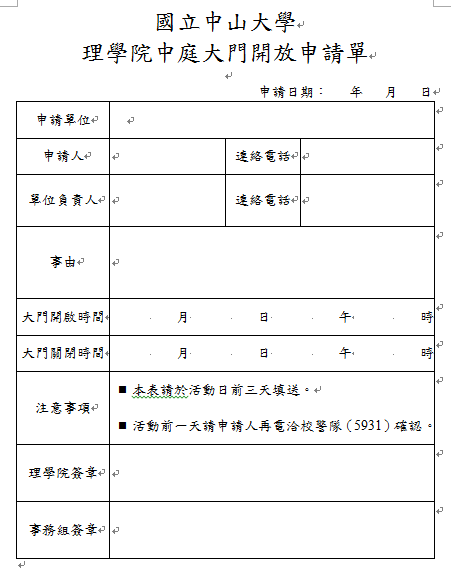 國立中山大學
理學院中庭大門開放申請單
申請日期： 年 月 日
申請單位
申請人 連絡電話
單位負責人 連絡電話
事由
大門開啟時間 月 日 午 時
大門關閉時間 月 日 午 時
注意事項
■ 本表請於活動日前三天填送。
■ 活動前一天請申請人再電洽校警隊（5931）確認。
理學院簽章
事務組簽章